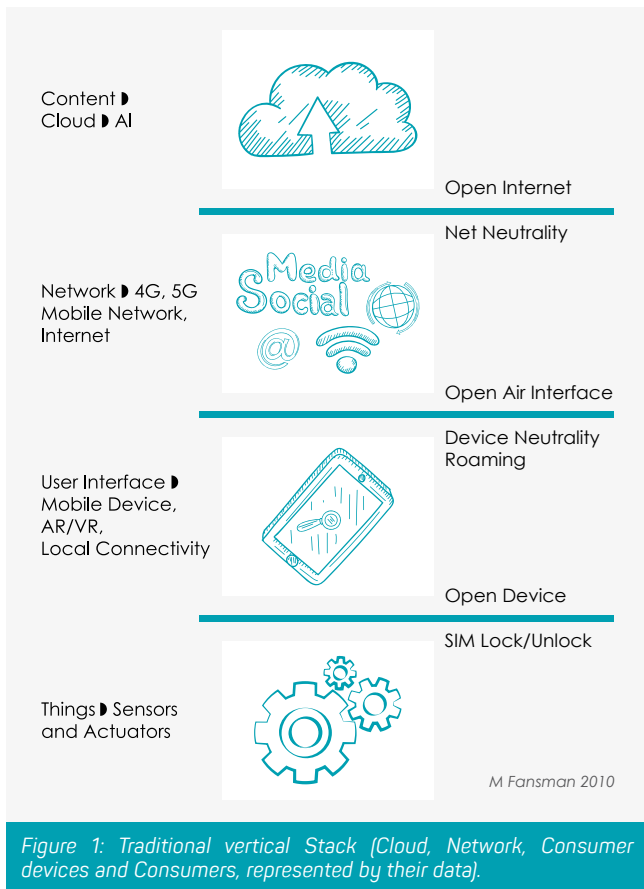 Content ◗
Cloud ◗ AI
Open Internet
Net Neutrality
Media
Social
@
Network ◗ 4G, 5G
Mobile Network,
Internet
Open Air Interface
Device Neutrality
Roaming
User Interface ◗
Mobile Device,
AR/VR,
Local Connectivity
Open Device
SIM Lock/Unlock
Things ◗ Sensors
and Actuators
M Fansman 2010
Figure 1: Traditional vertical Stack (Cloud, Network, Consumer
devices and Consumers, represented by their data).